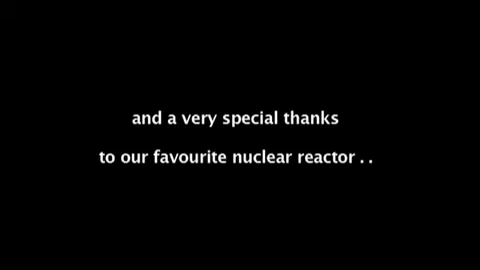 and a very special thanks
to our favourite nuclear reactor . .